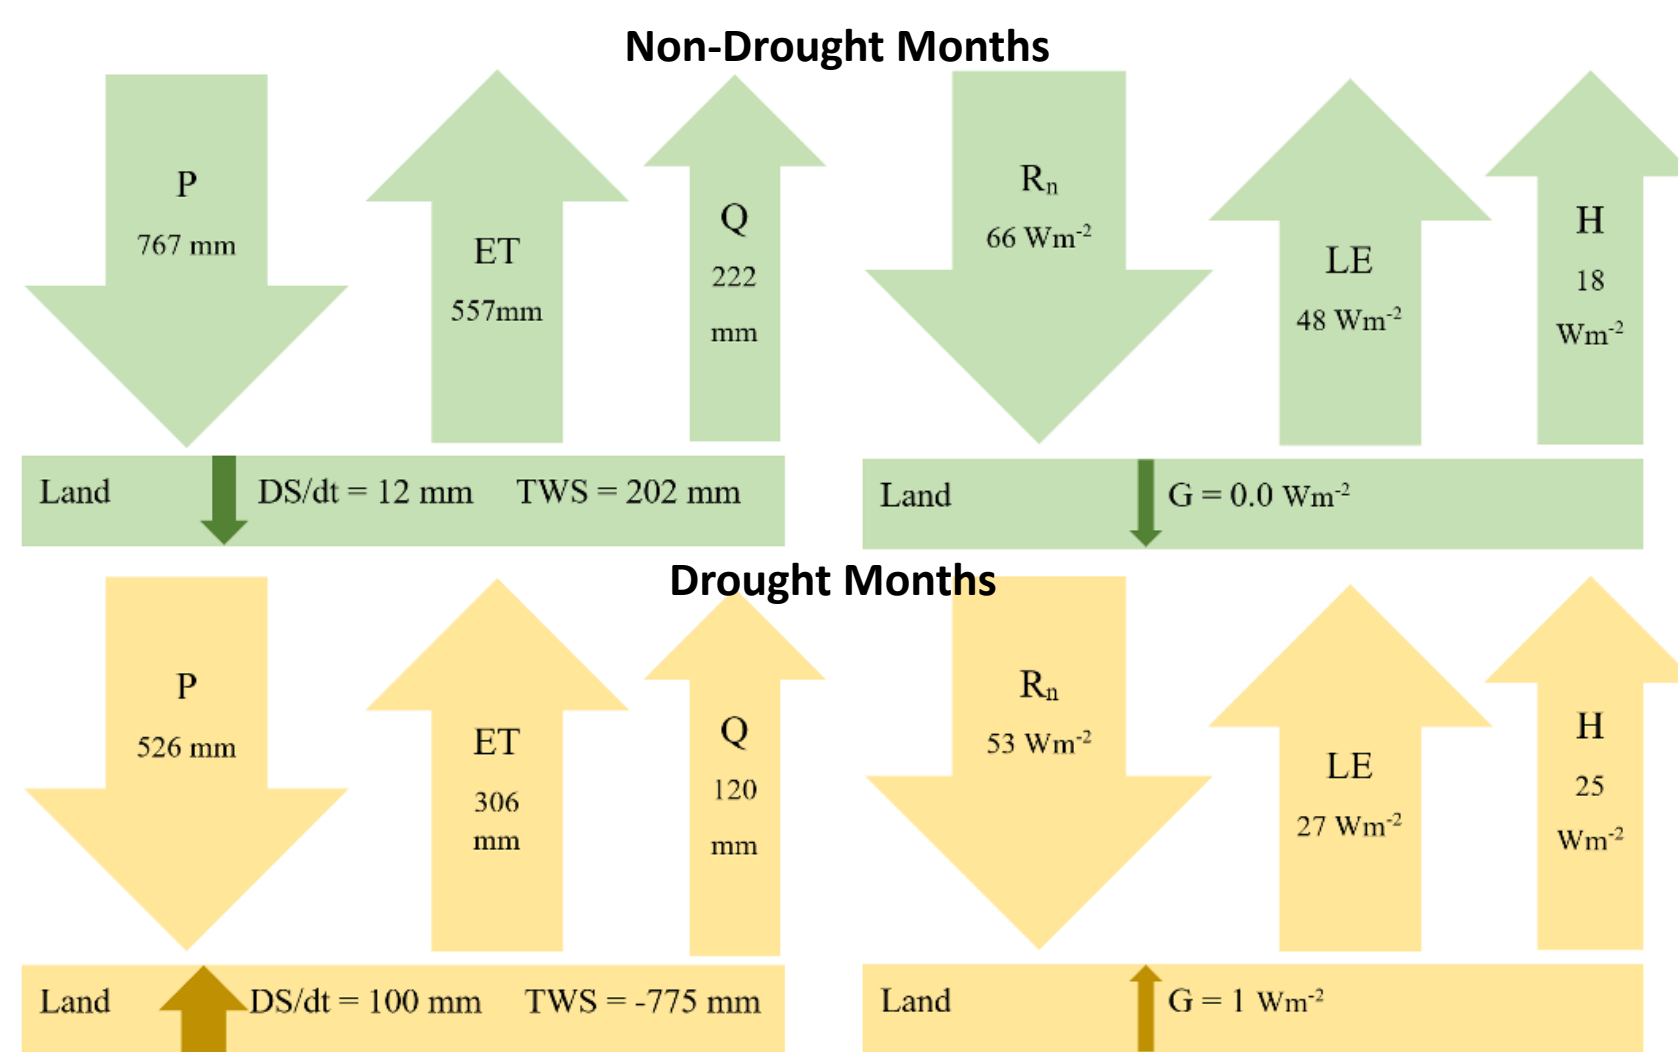 Non-Drought Months
P
767 mm
ET
557mm
Q
222
mm
Rₙ
66 Wm⁻²
LE
48 Wm⁻²
H
18
Wm⁻²
Land
DS/dt = 12 mm TWS = 202 mm
Land
G = 0.0 Wm⁻²
Drought Months
P
526 mm
ET
306
mm
Q
120
mm
Rₙ
53 Wm⁻²
LE
27 Wm⁻²
H
25
Wm⁻²
Land
DS/dt = 100 mm TWS = -775 mm
Land
G = 1 Wm⁻²